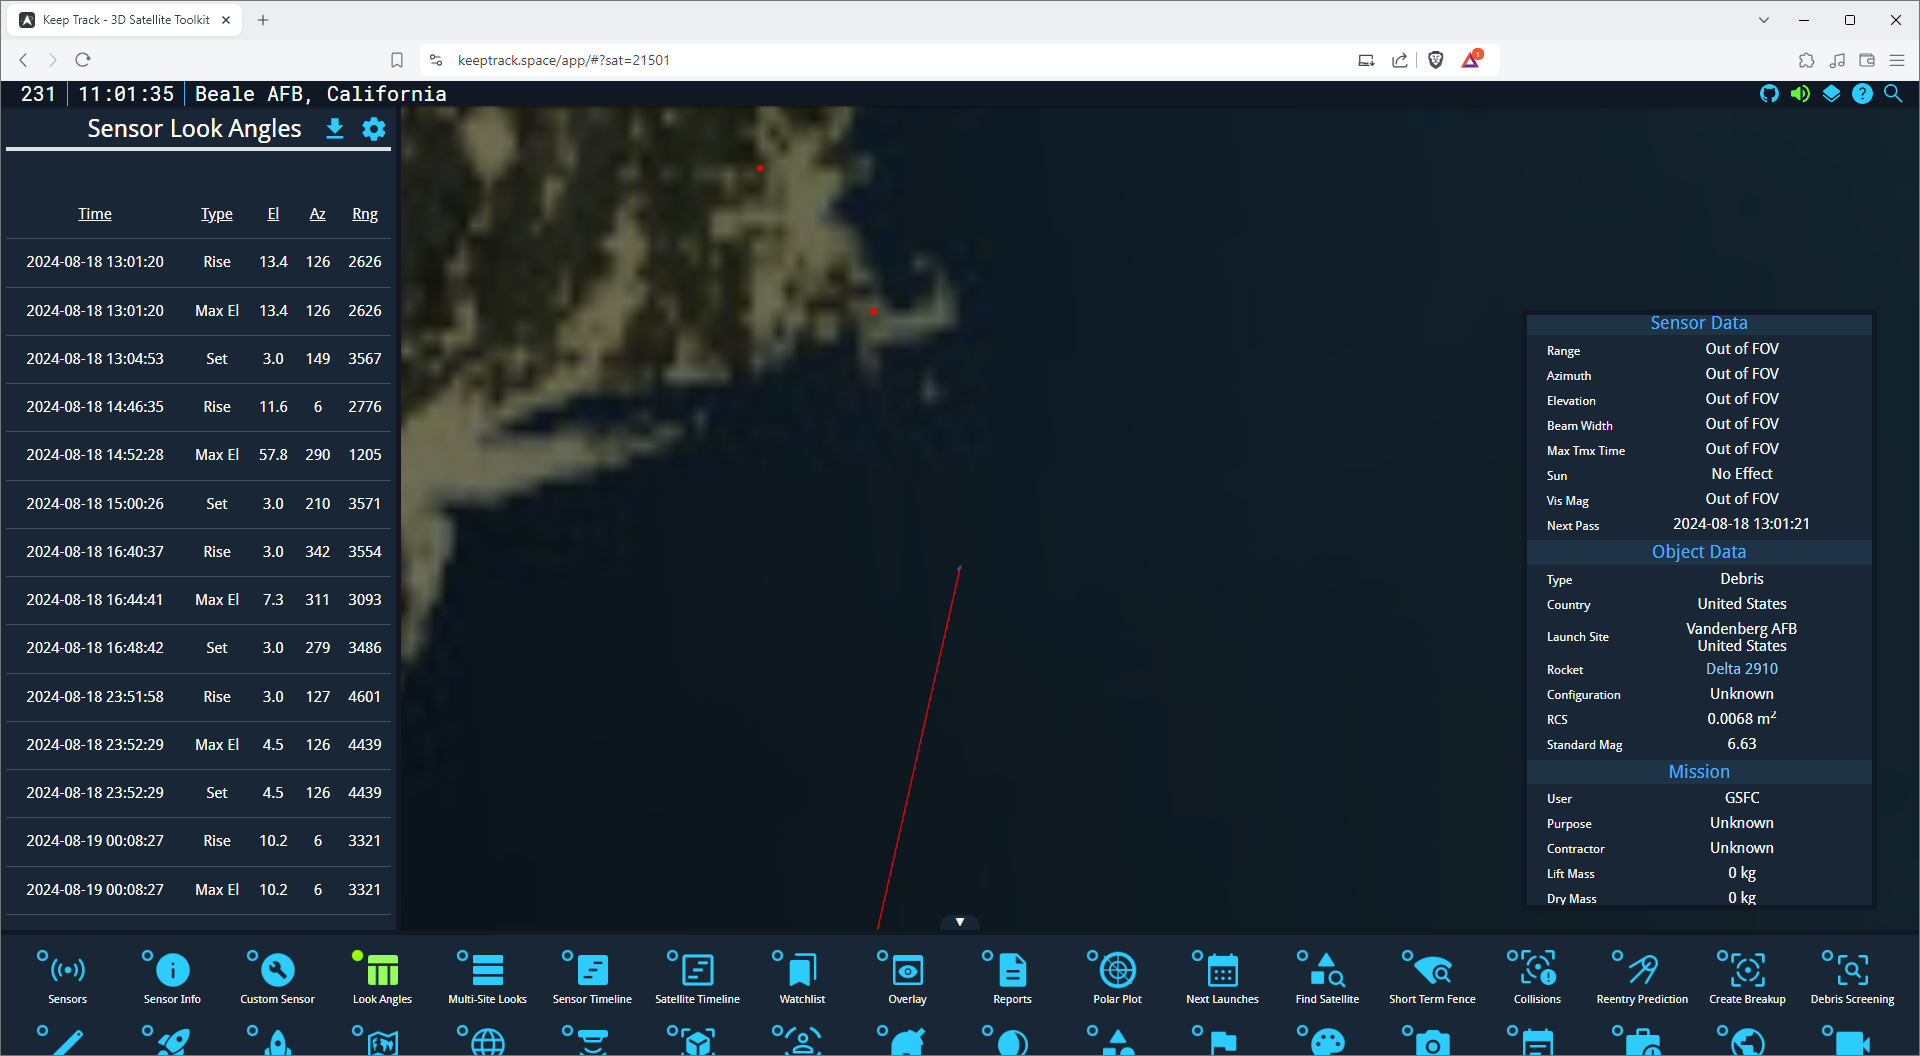 Keep Track - 3D Satellite Toolkit
keeptrack.space/app/#?sat=21501
1
231 11:01:35 Beale AFB, California
Sensor Look Angles
Time Type El Az Rng
2024-08-18 13:01:20 Rise 13.4 126 2626
2024-08-18 13:01:20 Max El 13.4 126 2626
2024-08-18 13:04:53 Set 3.0 149 3567
2024-08-18 14:46:35 Rise 11.6 6 2776
2024-08-18 14:52:28 Max El 57.8 290 1205
2024-08-18 15:00:26 Set 3.0 210 3571
2024-08-18 16:40:37 Rise 3.0 342 3554
2024-08-18 16:44:41 Max El 7.3 311 3093
2024-08-18 16:48:42 Set 3.0 279 3486
2024-08-18 23:51:58 Rise 3.0 127 4601
2024-08-18 23:52:29 Max El 4.5 126 4439
2024-08-18 23:52:29 Set 4.5 126 4439
2024-08-19 00:08:27 Rise 10.2 6 3321
2024-08-19 00:08:27 Max El 10.2 6 3321
Sensor Data
Range Out of FOV
Azimuth Out of FOV
Elevation Out of FOV
Beam Width Out of FOV
Max Tmx Time Out of FOV
Sun No Effect
Vis Mag Out of FOV
Next Pass 2024-08-18 13:01:21
Object Data
Type Debris
Country United States
Launch Site Vandenberg AFB
United States
Rocket Delta 2910
Configuration Unknown
RCS 0.0068 m²
Standard Mag 6.63
Mission
User GSFC
Purpose Unknown
Contractor Unknown
Lift Mass 0 kg
Dry Mass 0 kg
Sensors Sensor Info Custom Sensor Look Angles Multi-Site Looks Sensor Timeline Satellite Timeline Watchlist Overlay Reports Polar Plot Next Launches Find Satellite Short Term Fence Collisions Reentry Prediction Create Breakup Debris Screening